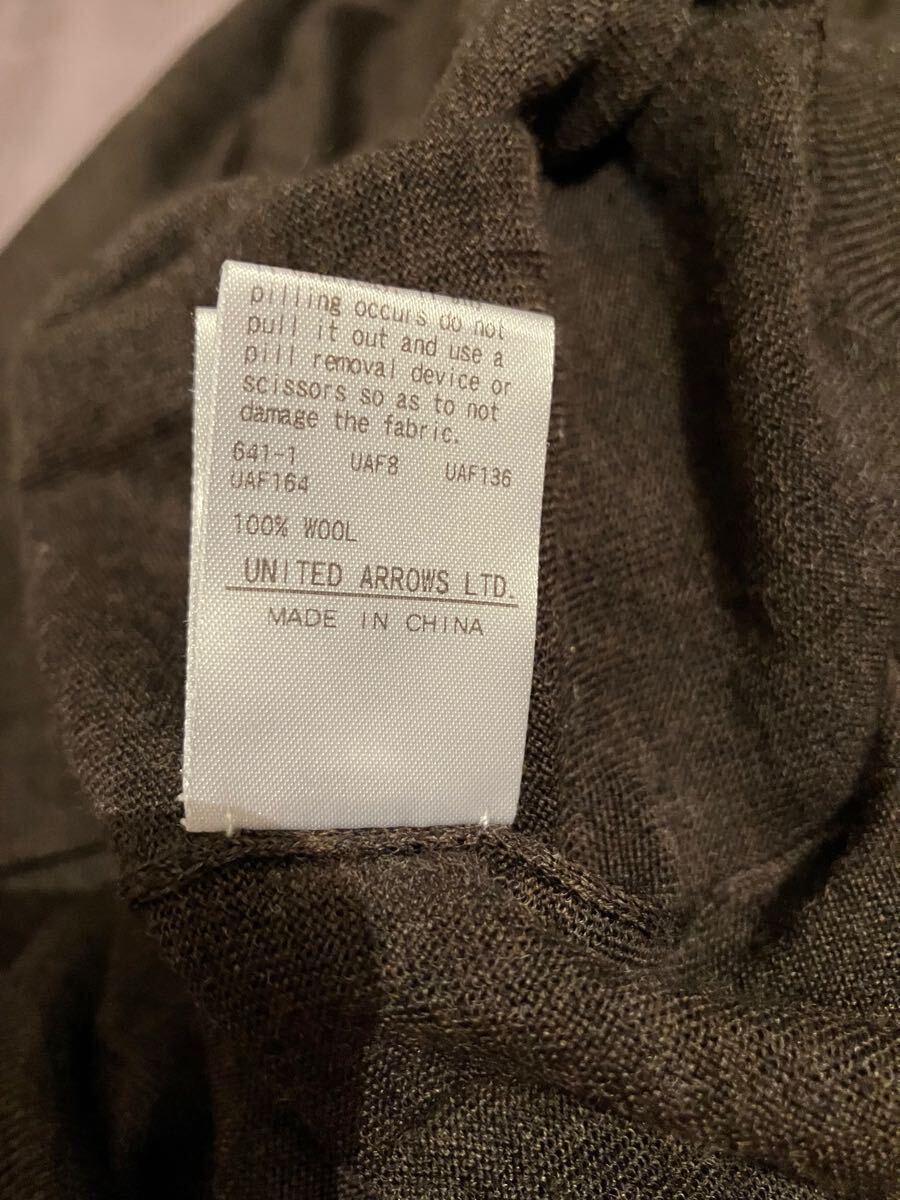 pilling occurs do not
pull it out and use a
pill removal device or
scissors so as to not
damage the fabric.
641-1 UAF8 UAF136
UAF164
100% WOOL
UNITED ARROWS LTD.
MADE IN CHINA